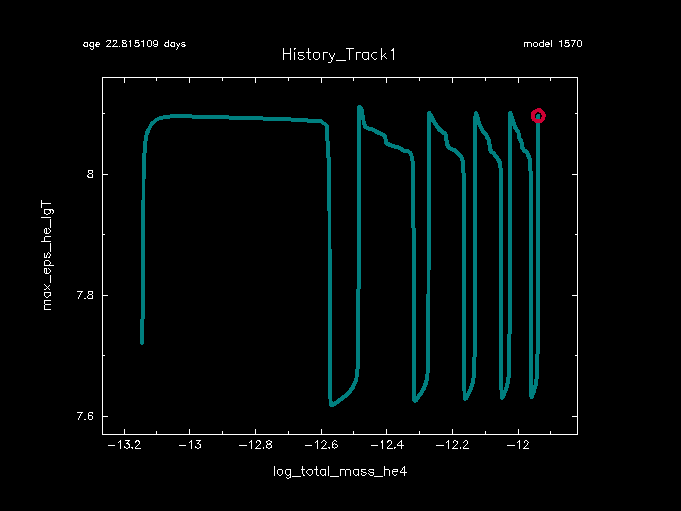 age 22.815109 days
model 1570
History_Track1
8
7.8
7.6
max_eps_he_lgT
−13.2 −13 −12.8 −12.6 −12.4 −12.2 −12
log_total_mass_he4